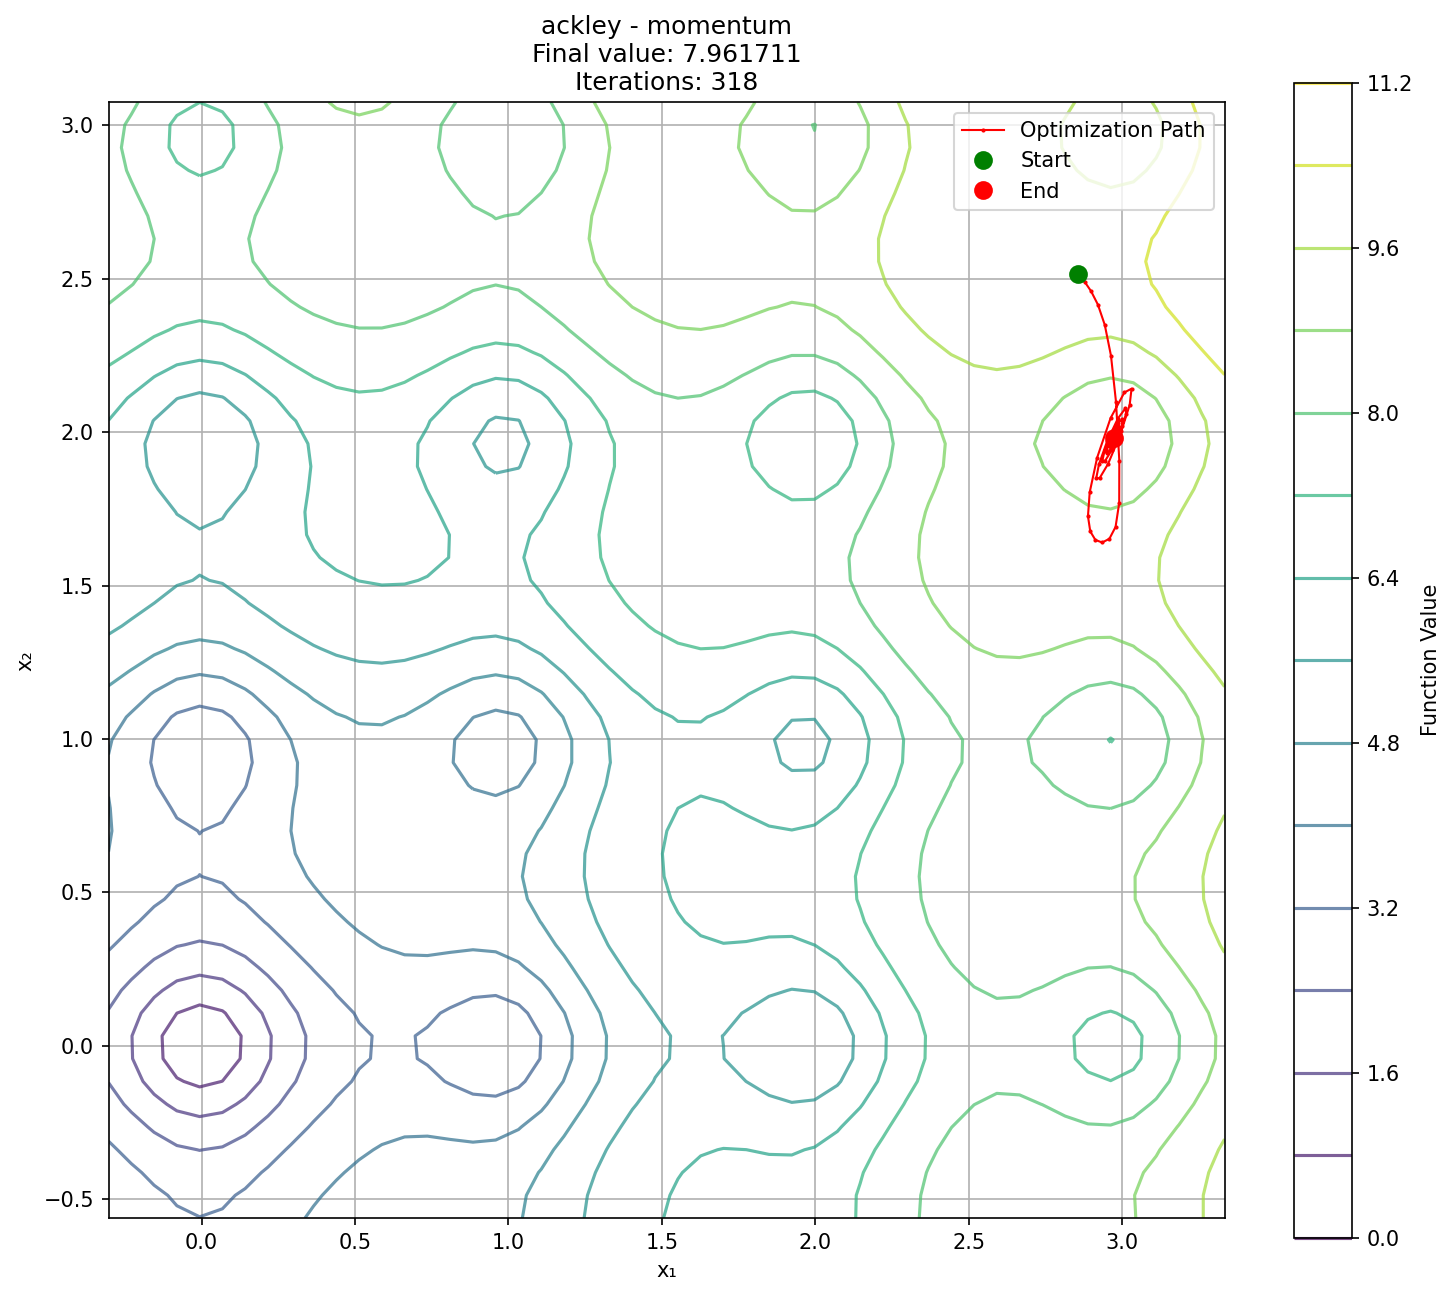 ackley - momentum
Final value: 7.961711
Iterations: 318
Optimization Path
Start
End
3.0
2.5
2.0
1.5
1.0
0.5
0.0
−0.5
x₂
0.0
0.5
1.0
1.5
2.0
2.5
3.0
x₁
11.2
9.6
8.0
6.4
4.8
3.2
1.6
0.0
Function Value